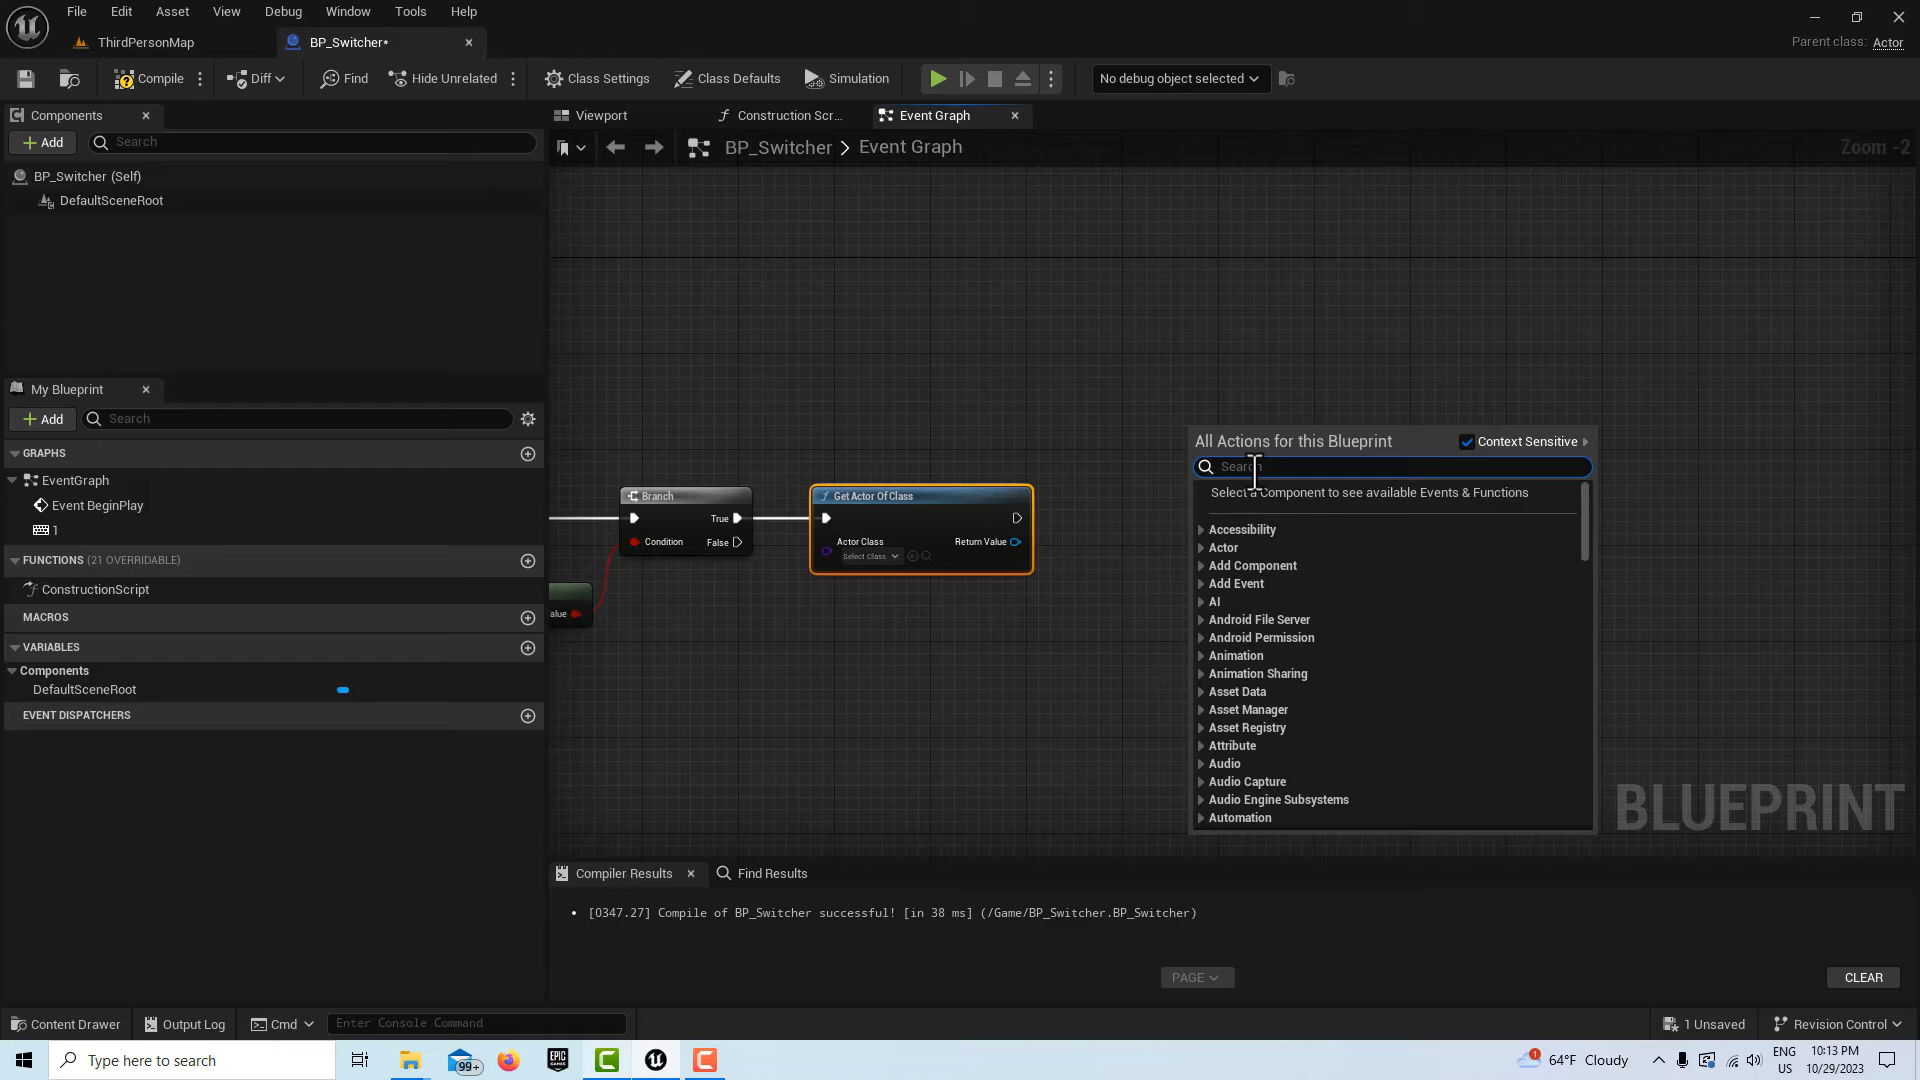 File Edit Asset View Debug Window Tools Help
ThirdPersonMap
BP_Switcher*
Parent class: Actor
Compile
Diff
Find
Hide Unrelated
Class Settings
Class Defaults
Simulation
No debug object selected
Components
Viewport
Construction Scr...
Event Graph
Add
Search
BP_Switcher > Event Graph
Zoom -2
BP_Switcher (Self)
DefaultSceneRoot
My Blueprint
Add
Search
GRAPHS
EventGraph
Event BeginPlay
1
FUNCTIONS (21 OVERRIDABLE)
ConstructionScript
MACROS
VARIABLES
Components
DefaultSceneRoot
EVENT DISPATCHERS
Branch
True
Condition
False
alue
Get Actor Of Class
Actor Class
Select Class
Return Value
All Actions for this Blueprint
Context Sensitive
Search
Select a Component to see available Events & Functions
Accessibility
Actor
Add Component
Add Event
AI
Android File Server
Android Permission
Animation
Animation Sharing
Asset Data
Asset Manager
Asset Registry
Attribute
Audio
Audio Capture
Audio Engine Subsystems
Automation
BLUEPRINT
Compiler Results
Find Results
[0347.27] Compile of BP_Switcher successful! [in 38 ms] (/Game/BP_Switcher.BP_Switcher)
PAGE
CLEAR
Content Drawer
Output Log
Cmd
Enter Console Command
1 Unsaved
Revision Control
Type here to search
99+
EPIC GAMES
1
64°F Cloudy
ENG
US
10:13 PM
10/29/2023